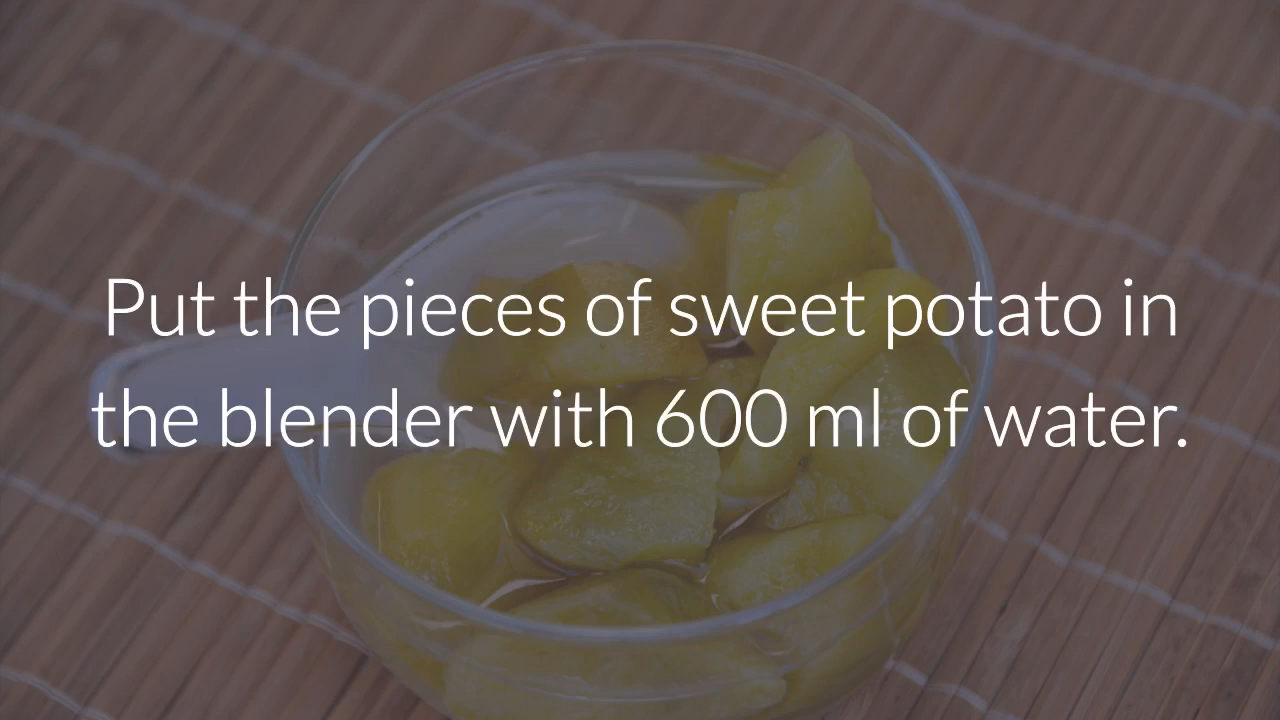 Put the pieces of sweet potato in
the blender with 600 ml of water.